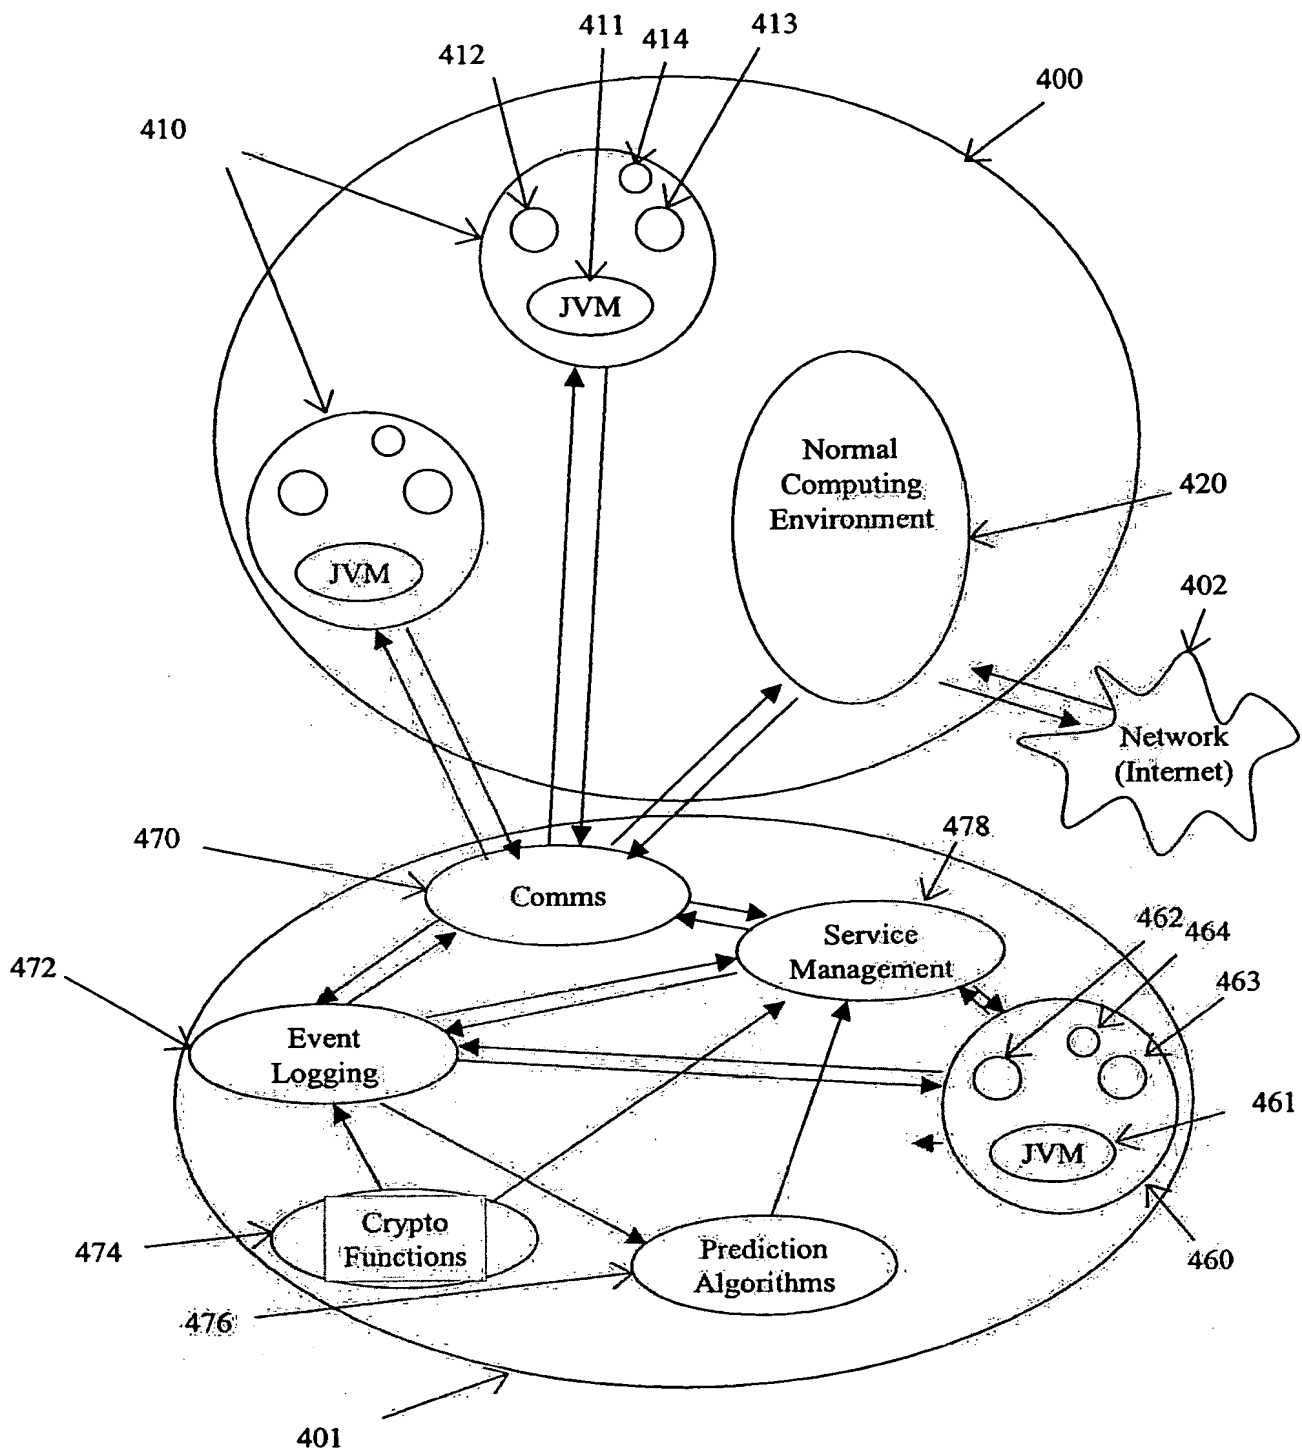 411
412
414
413
400
410
JVM
Normal
Computing
Environment
420
JVM
402
Network
(Internet)
470
478
Comms
462
464
Service
Management
472
463
Event
Logging
461
JVM
Crypto
Functions
474
Prediction
Algorithms
460
476
401